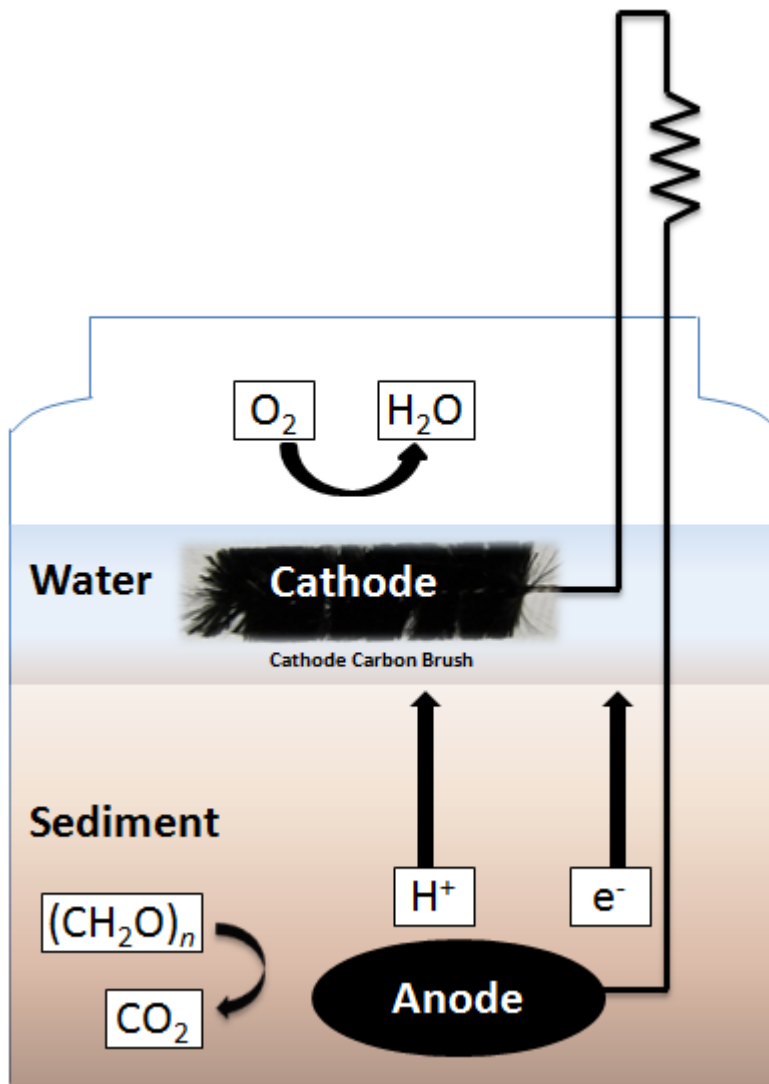 O₂ H₂O
Water
Cathode
Cathode Carbon Brush
Sediment
H⁺ e⁻
(CH₂O)ₙ
Anode
CO₂